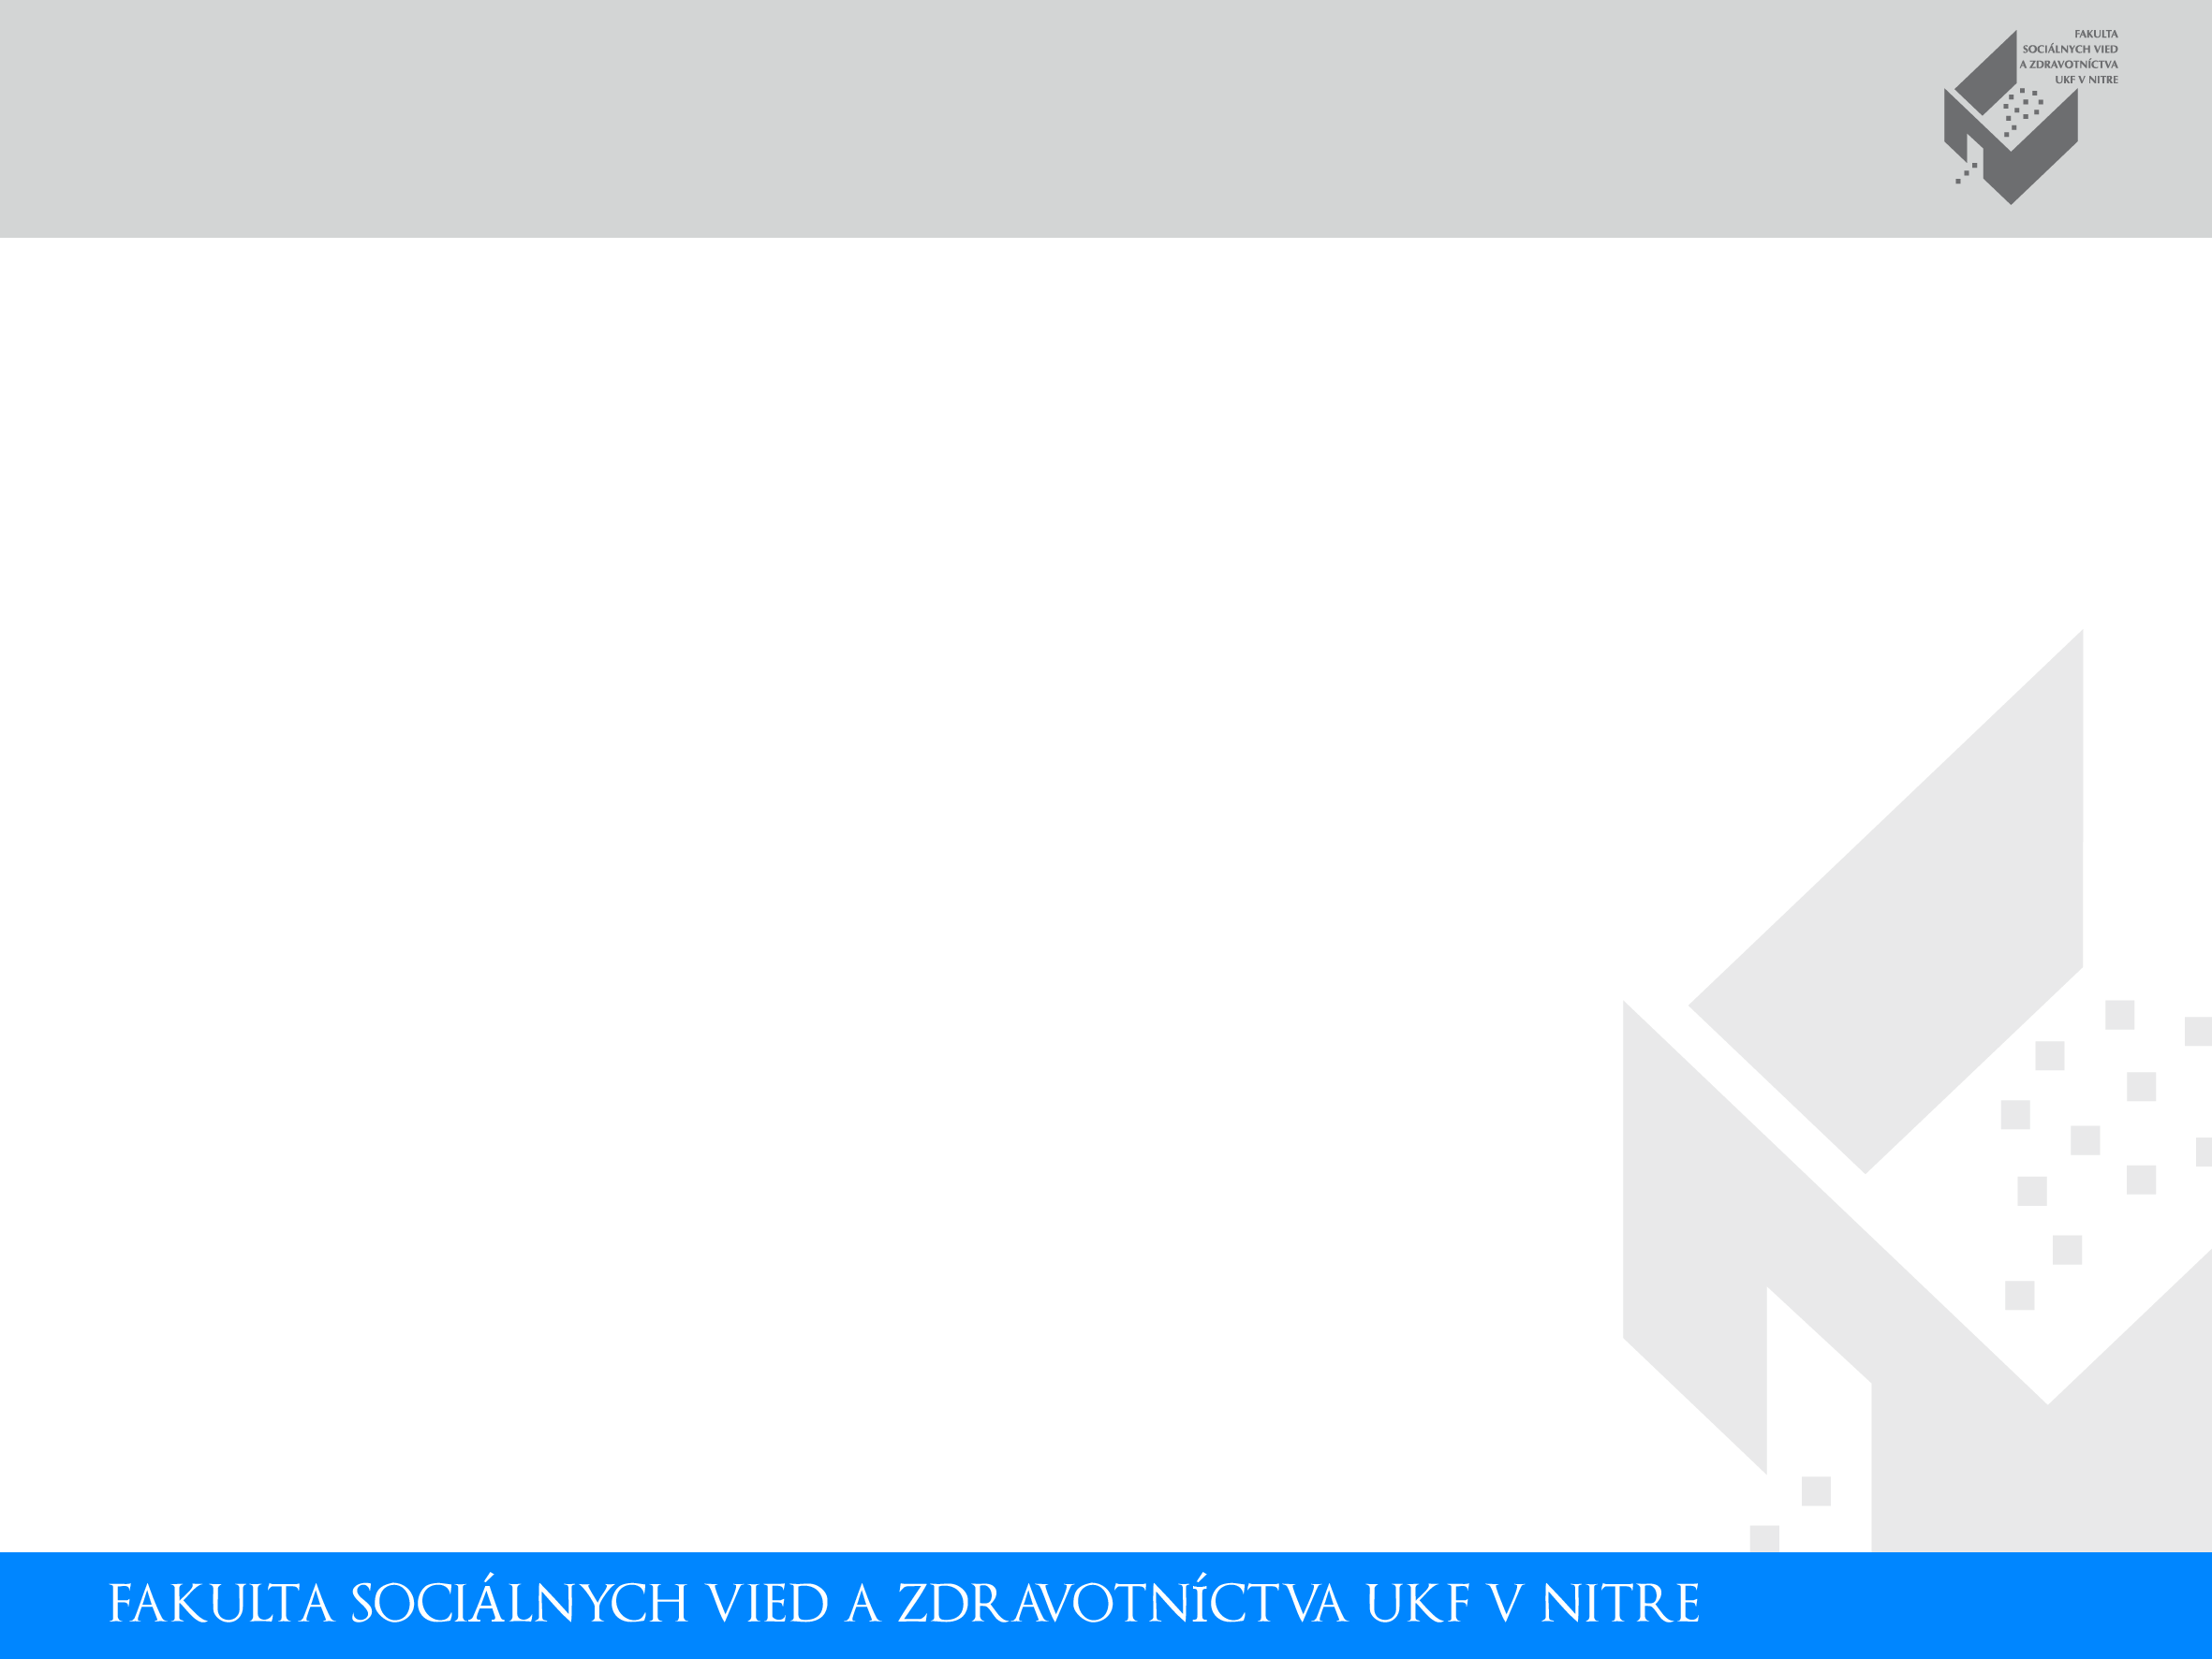 FAKULTA
SOCIÁLNYCH VIED
A ZDRAVOTNÍCTVA
UKF V NITRE
FAKULTA SOCIÁLNYCH VIED A ZDRAVOTNÍCTVA UKF V NITRE